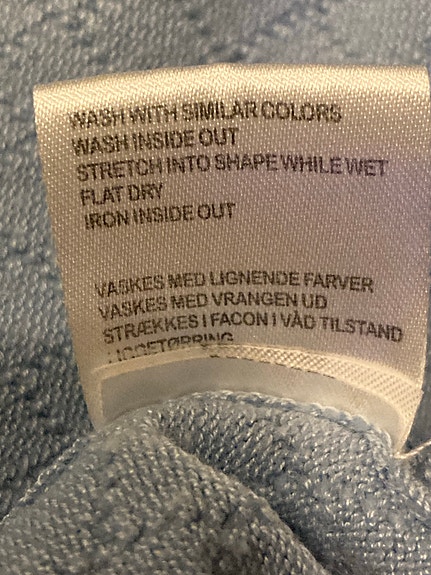 WASH WITH SIMILAR COLORS
WASH INSIDE OUT
STRETCH INTO SHAPE WHILE WET
FLAT DRY
IRON INSIDE OUT
VASKES MED LIGNENDE FARVER
VASKES MED VRANGEN UD
STRÆKKES I FACON I VÅD TILSTAND
LIGGETØRRING